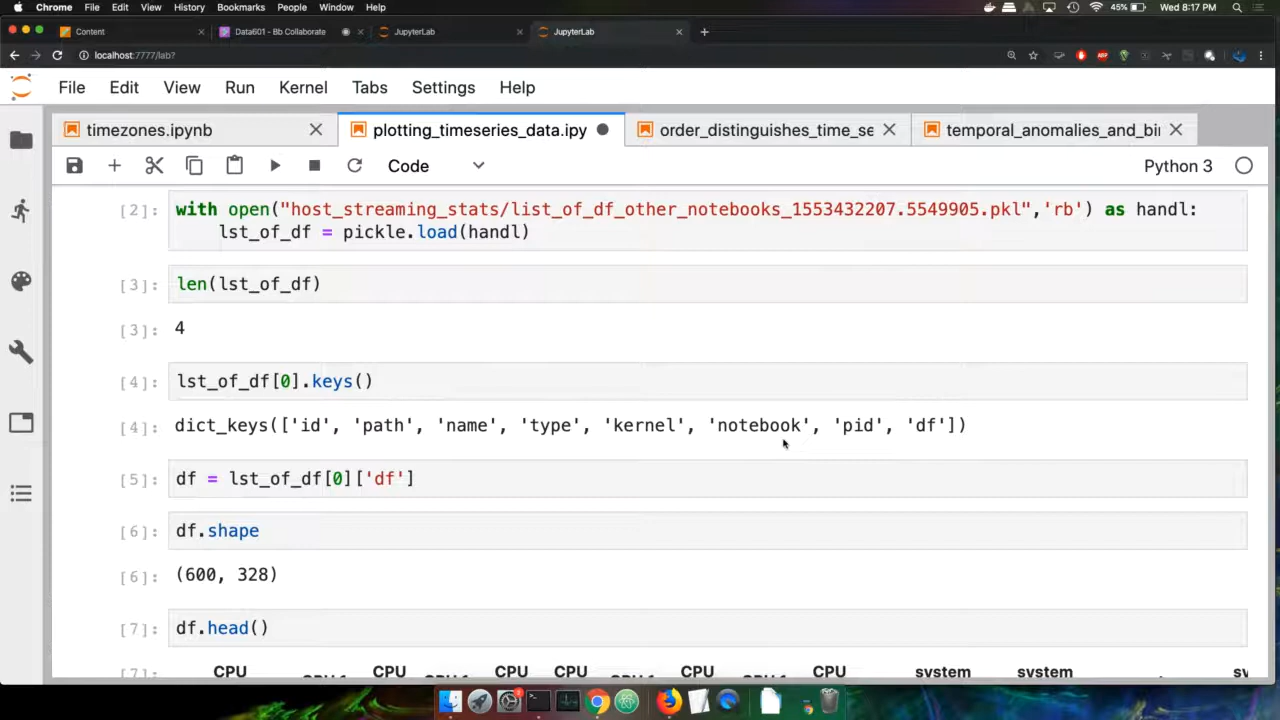 Chrome File Edit View History Bookmarks People Window Help 45% Wed 8:17 PM
Content Data601 - Bb Collaborate JupyterLab JupyterLab
localhost:7777/lab?
File Edit View Run Kernel Tabs Settings Help
timezones.ipynb plotting_timeseries_data.ipy order_distinguishes_time_se temporal_anomalies_and_bi
Code Python 3
[2]: with open("host_streaming_stats/list_of_df_other_notebooks_1553432207.5549905.pkl",'rb') as handl:
lst_of_df = pickle.load(handl)
[3]: len(lst_of_df)
[3]: 4
[4]: lst_of_df[0].keys()
[4]: dict_keys(['id', 'path', 'name', 'type', 'kernel', 'notebook', 'pid', 'df'])
[5]: df = lst_of_df[0]['df']
[6]: df.shape
[6]: (600, 328)
[7]: df.head()
[7]: CPU CPU CPU CPU CPU CPU system system